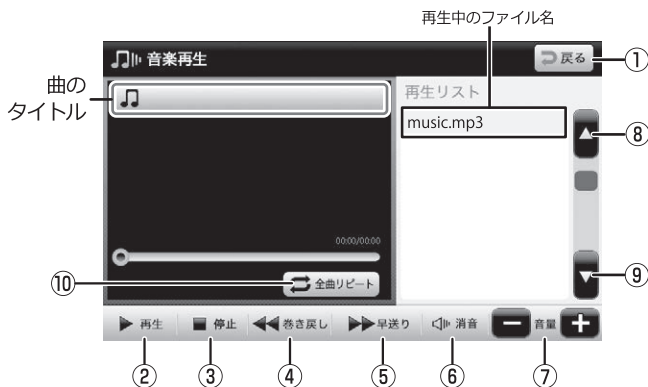 再生中のファイル名
音楽再生
戻る
①
曲の
タイトル
再生リスト
music.mp3
⑧
00:00/00:00
⑩
全曲リピート
⑨
再生
停止
巻き戻し
早送り
消音
音量
②
③
④
⑤
⑥
⑦